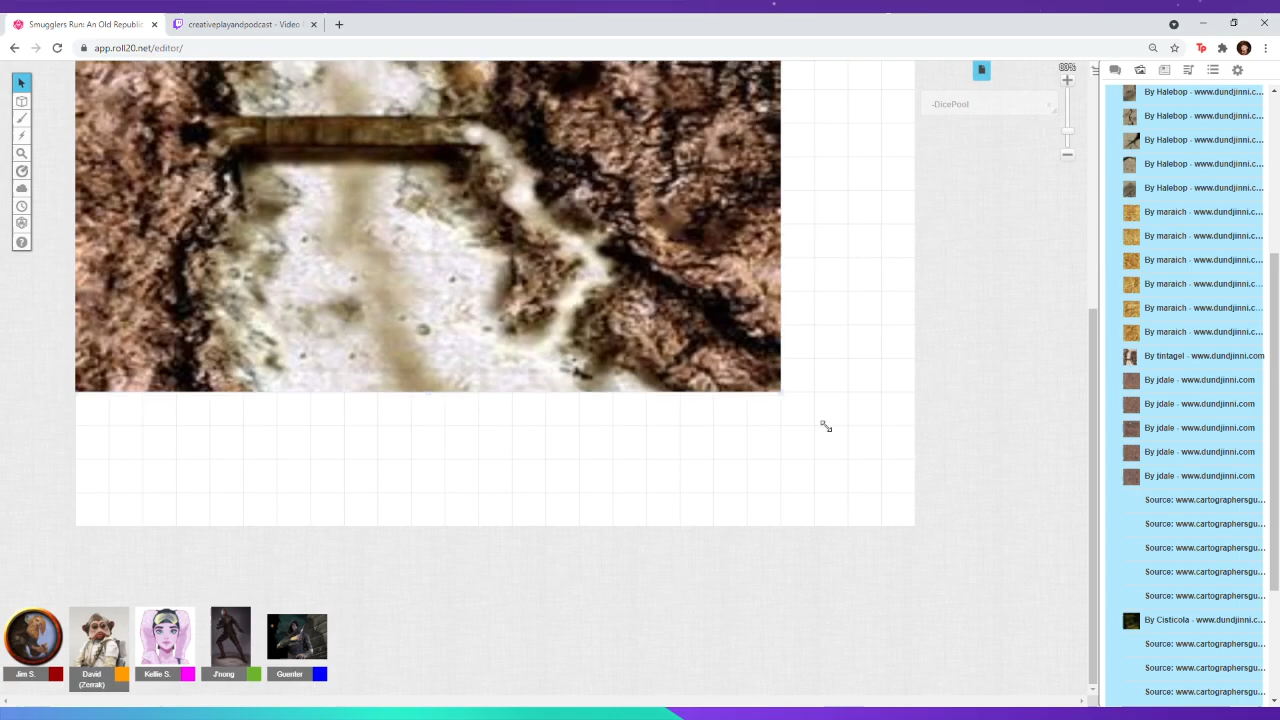 Smugglers Run: An Old Republic
creativeplayandpodcast - Video
app.roll20.net/editor/
Tp
80%
-DicePool
By Halebop - www.dundjinni.c...
By Halebop - www.dundjinni.c...
By Halebop - www.dundjinni.c...
By Halebop - www.dundjinni.c...
By Halebop - www.dundjinni.c...
By maraich - www.dundjinni.c...
By maraich - www.dundjinni.c...
By maraich - www.dundjinni.c...
By maraich - www.dundjinni.c...
By maraich - www.dundjinni.c...
By maraich - www.dundjinni.c...
By tintagel - www.dundjinni.com
By jdale - www.dundjinni.com
By jdale - www.dundjinni.com
By jdale - www.dundjinni.com
By jdale - www.dundjinni.com
By jdale - www.dundjinni.com
Source: www.cartographersgu...
Source: www.cartographersgu...
Source: www.cartographersgu...
Source: www.cartographersgu...
Source: www.cartographersgu...
By Cisticola - www.dundjinni.c...
Source: www.cartographersgu...
Source: www.cartographersgu...
Source: www.cartographersgu...
Jim S.
David
(Zerrak)
Kellie S.
J'nong
Guenter